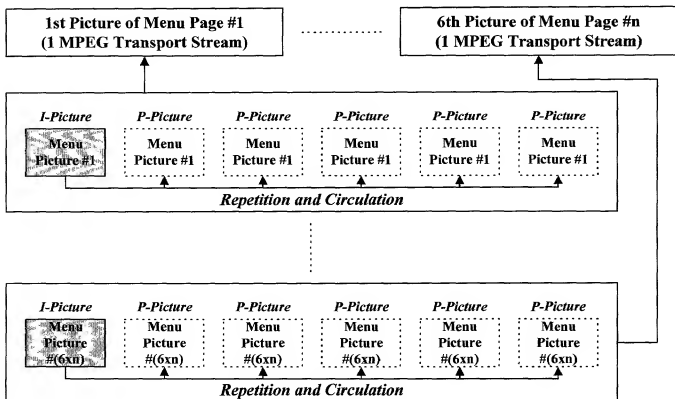 1st Picture of Menu Page #1
(1 MPEG Transport Stream)
6th Picture of Menu Page #n
(1 MPEG Transport Stream)
I-Picture P-Picture P-Picture P-Picture P-Picture P-Picture
Menu Menu Menu Menu Menu Menu
Picture #1 Picture #1 Picture #1 Picture #1 Picture #1 Picture #1
Repetition and Circulation
I-Picture P-Picture P-Picture P-Picture P-Picture P-Picture
Menu Menu Menu Menu Menu Menu
Picture Picture Picture Picture Picture Picture
#(6xn) #(6xn) #(6xn) #(6xn) #(6xn) #(6xn)
Repetition and Circulation